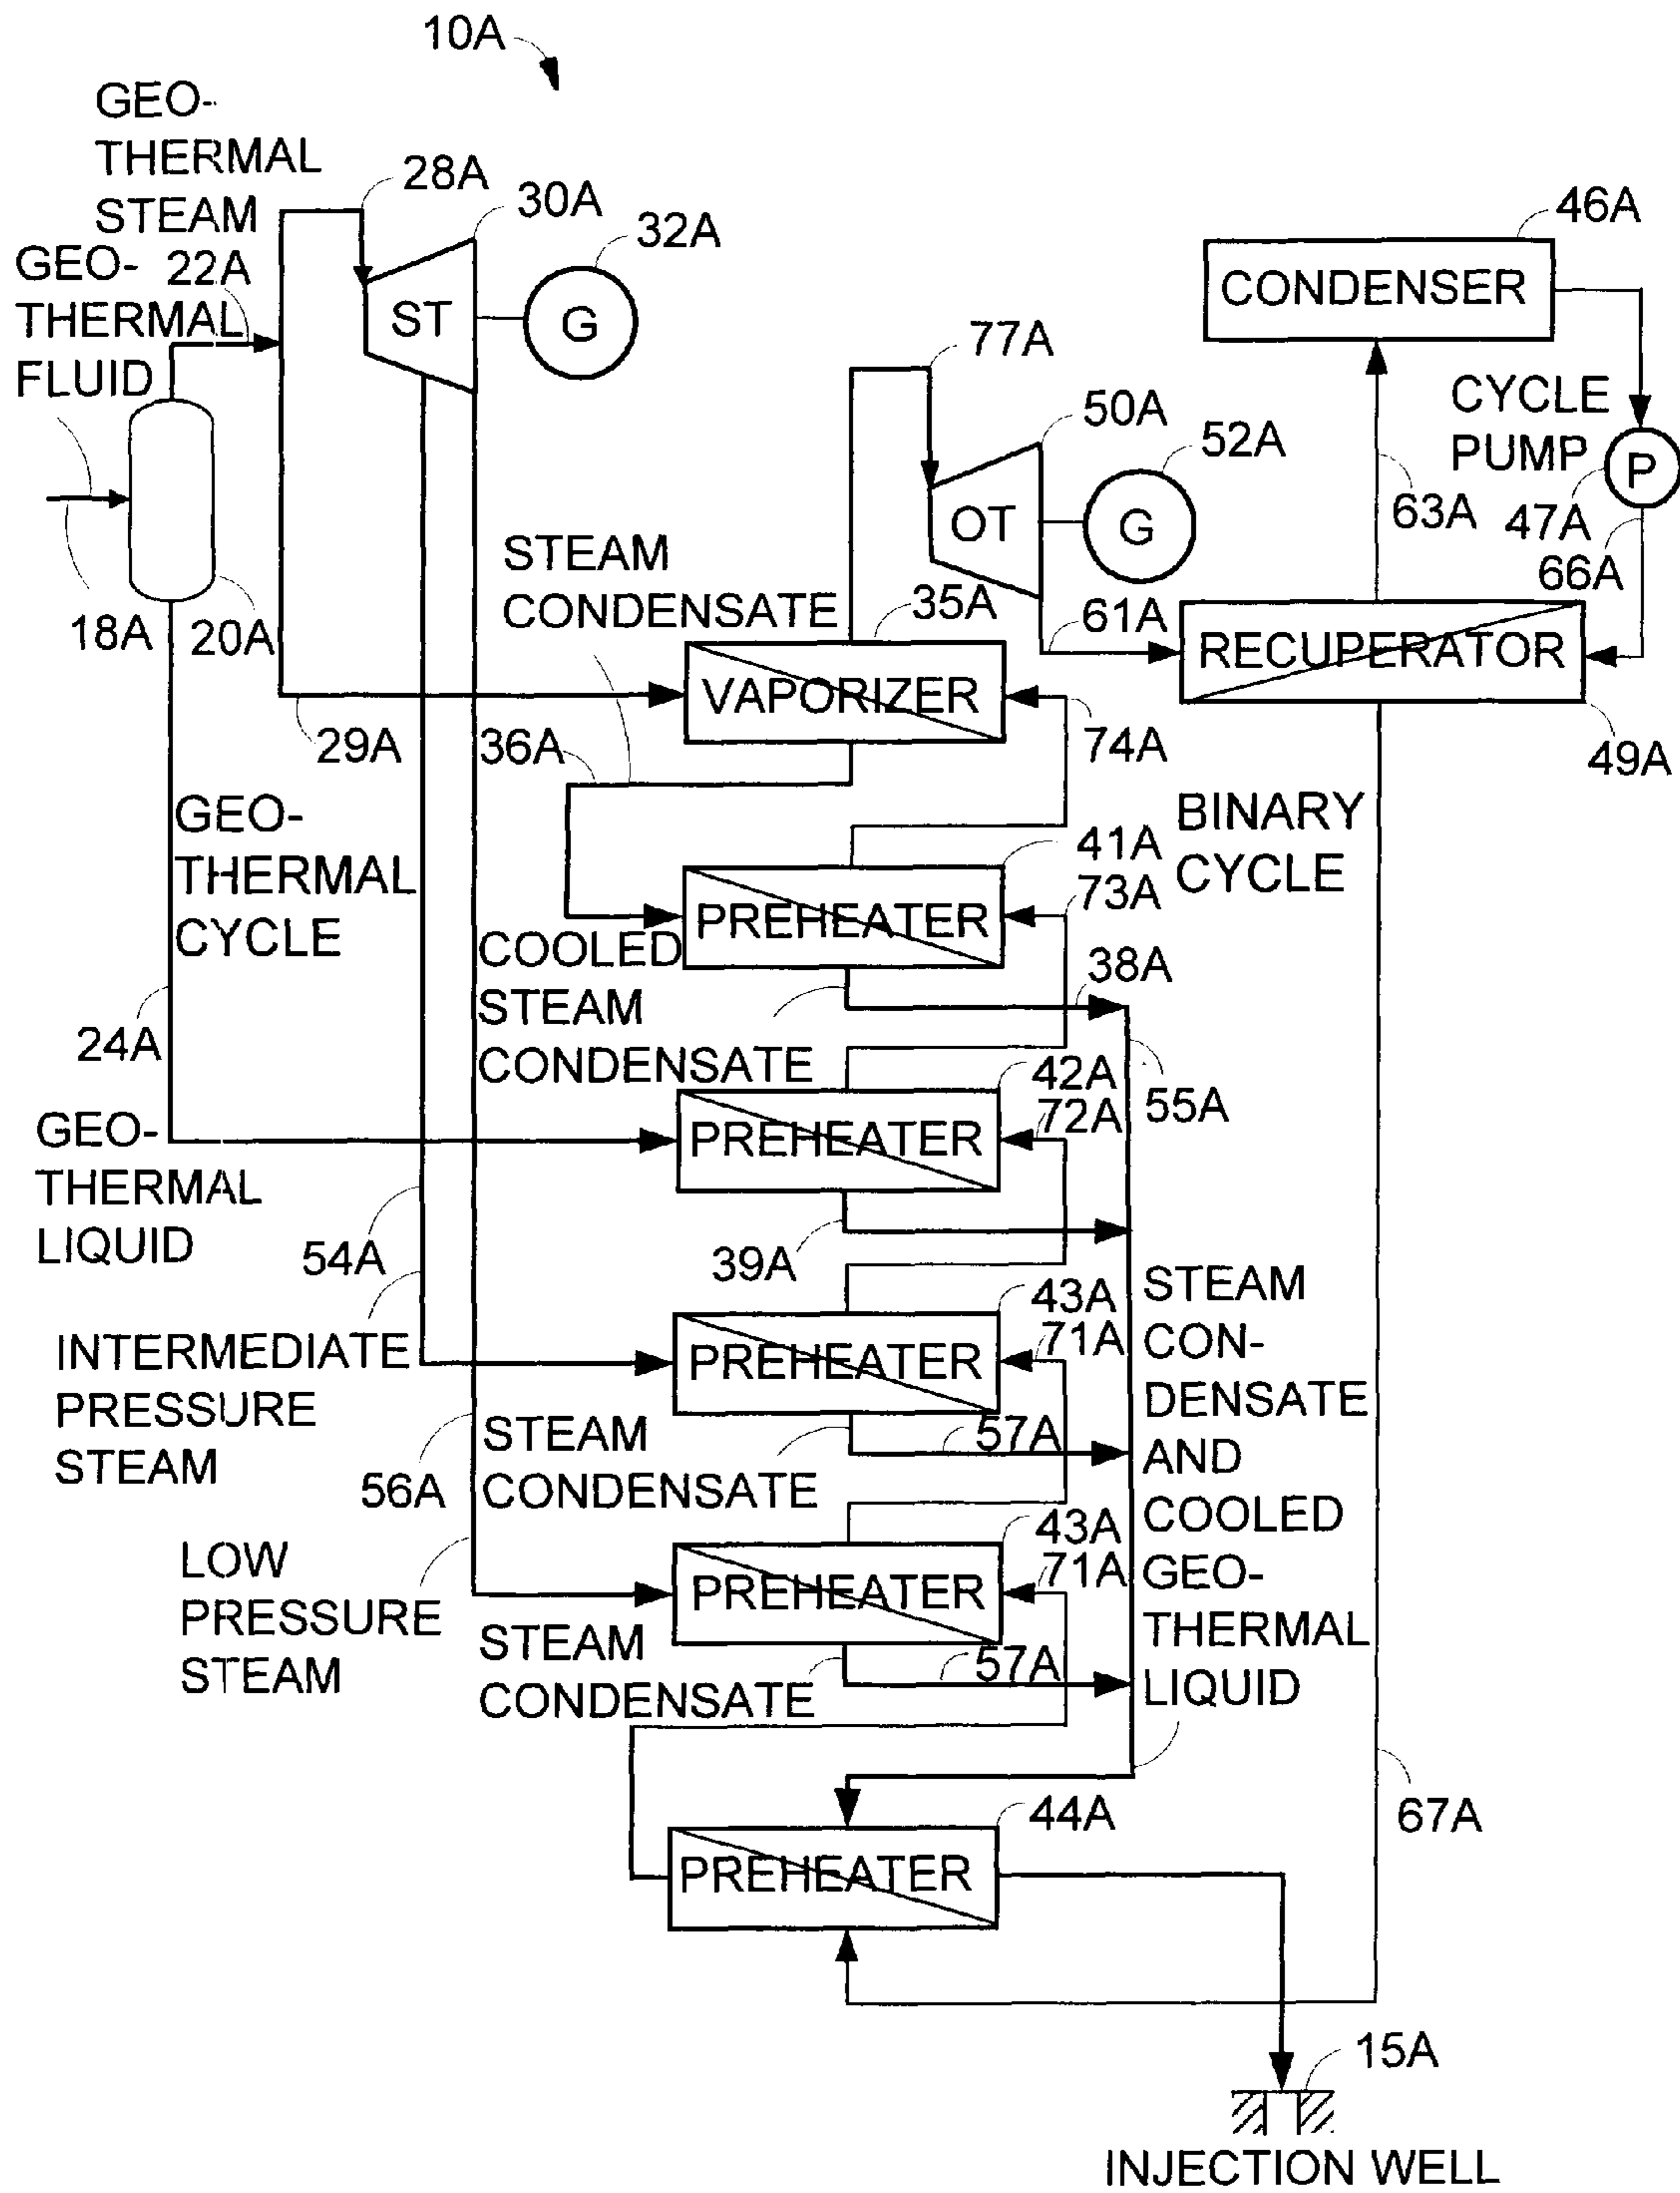 10A
GEO-
THERMAL
STEAM
28A
30A
32A
46A
GEO-
22A
THERMAL
FLUID
ST
G
CONDENSER
77A
CYCLE
PUMP
P
50A
52A
OT
G
63A
47A
66A
18A
20A
STEAM
CONDENSATE
35A
61A
RECUPERATOR
VAPORIZER
29A
36A
74A
49A
GEO-
THERMAL
CYCLE
BINARY
CYCLE
41A
73A
PREHEATER
COOLED
STEAM
CONDENSATE
38A
24A
42A
72A
55A
GEO-
THERMAL
LIQUID
PREHEATER
54A
39A
INTERMEDIATE
PRESSURE
STEAM
43A
71A
PREHEATER
STEAM
CON-
DENSATE
AND
COOLED
GEO-
THERMAL
LIQUID
STEAM
CONDENSATE
57A
56A
43A
71A
LOW
PRESSURE
STEAM
PREHEATER
STEAM
CONDENSATE
57A
44A
67A
PREHEATER
15A
INJECTION WELL